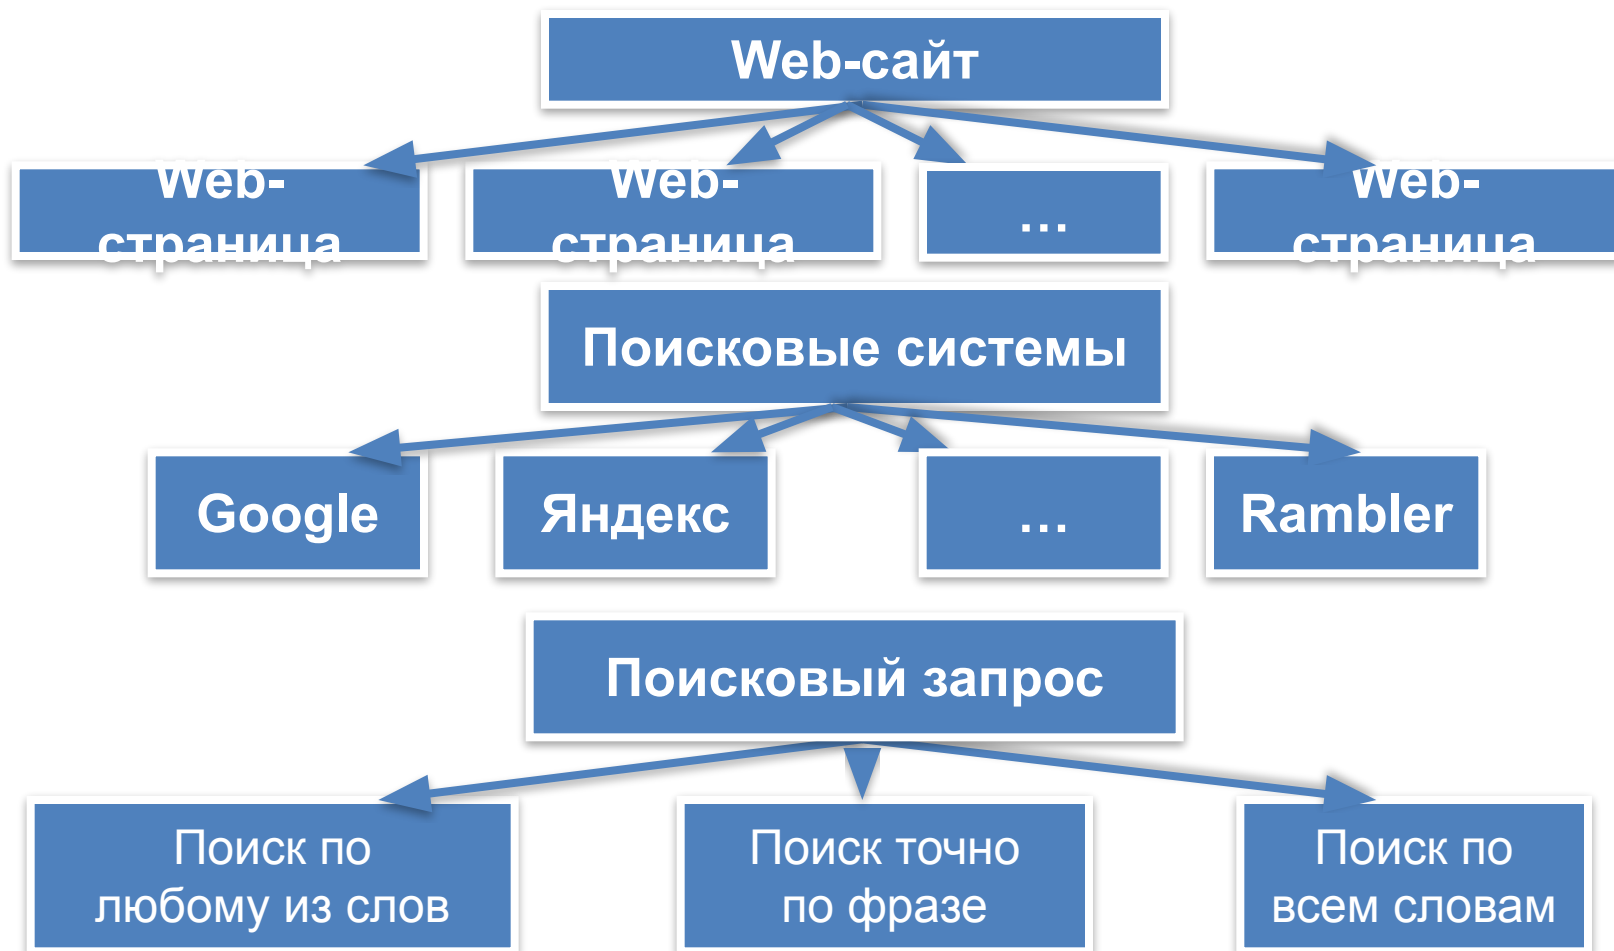 Web-сайт
Web-
страница
Web-
страница
...
Web-
страница
Поисковые системы
Google
Яндекс
...
Rambler
Поисковый запрос
Поиск по
любому из слов
Поиск точно
по фразе
Поиск по
всем словам